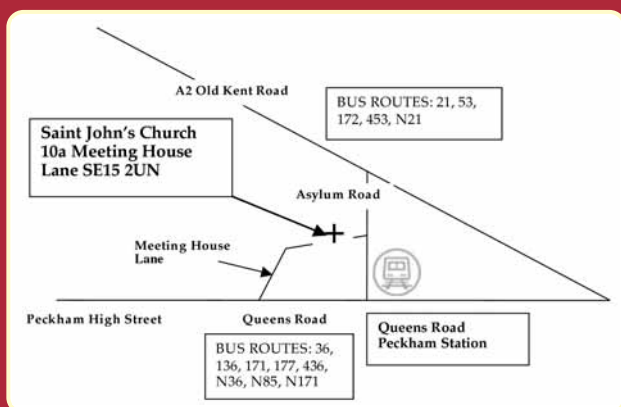 A2 Old Kent Road
BUS ROUTES: 21, 53,
172, 453, N21
Saint John's Church
10a Meeting House
Lane SE15 2UN
Asylum Road
Meeting House
Lane
Peckham High Street
Queens Road
Queens Road
Peckham Station
BUS ROUTES: 36,
136, 171, 177, 436,
N36, N85, N171